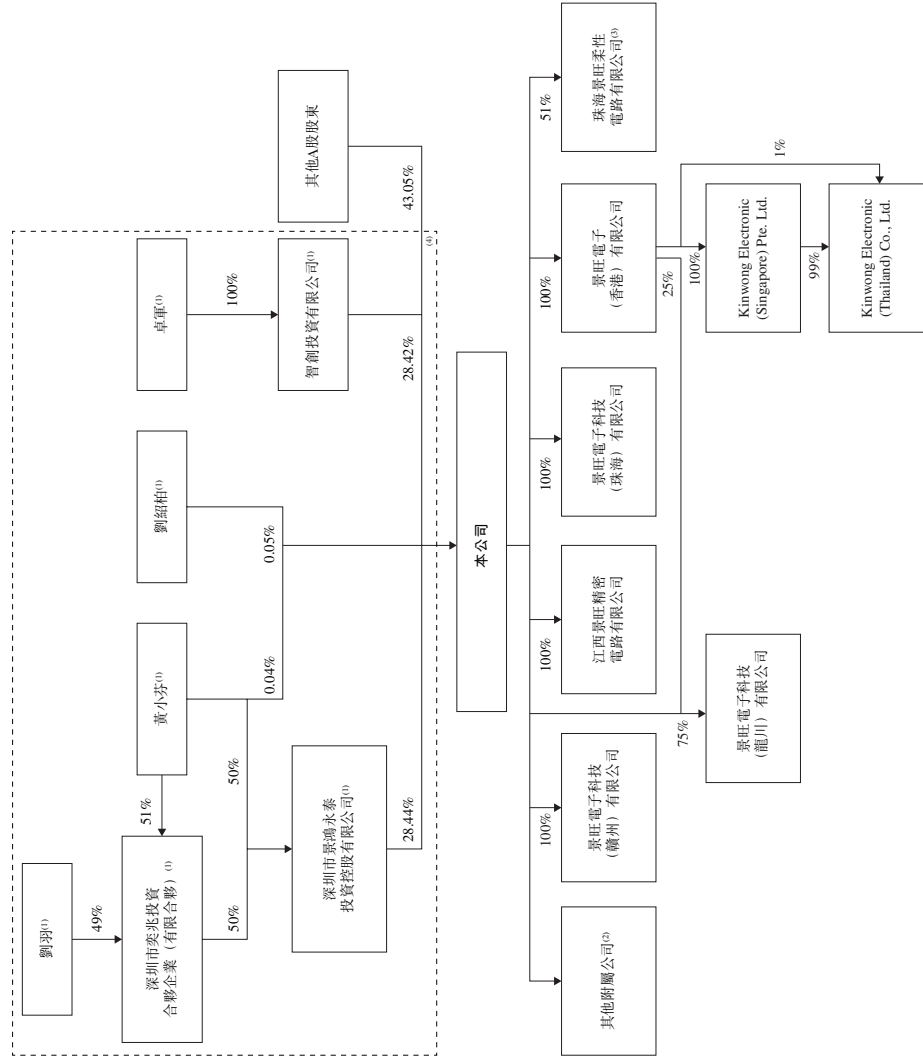 劉羽(1)
49%
深圳市奕兆投資
合夥企業（有限合夥）(1)
51%
黃小芬(1)
劉紹柏(1)
卓軍(1)
100%
50%
50%
深圳市景鴻永泰
投資控股有限公司(1)
0.04%
0.05%
智創投資有限公司(1)
其他A股股東
28.44%
28.42%
(4)
43.05%
本公司
其他附屬公司(2)
100%
景旺電子科技
（贛州）有限公司
75%
景旺電子科技
（龍川）有限公司
100%
江西景旺精密
電路有限公司
100%
景旺電子科技
（珠海）有限公司
100%
景旺電子
（香港）有限公司
51%
珠海景旺柔性
電路有限公司(3)
25%
100%
1%
Kinwong Electronic
(Singapore) Pte. Ltd.
99%
Kinwong Electronic
(Thailand) Co., Ltd.